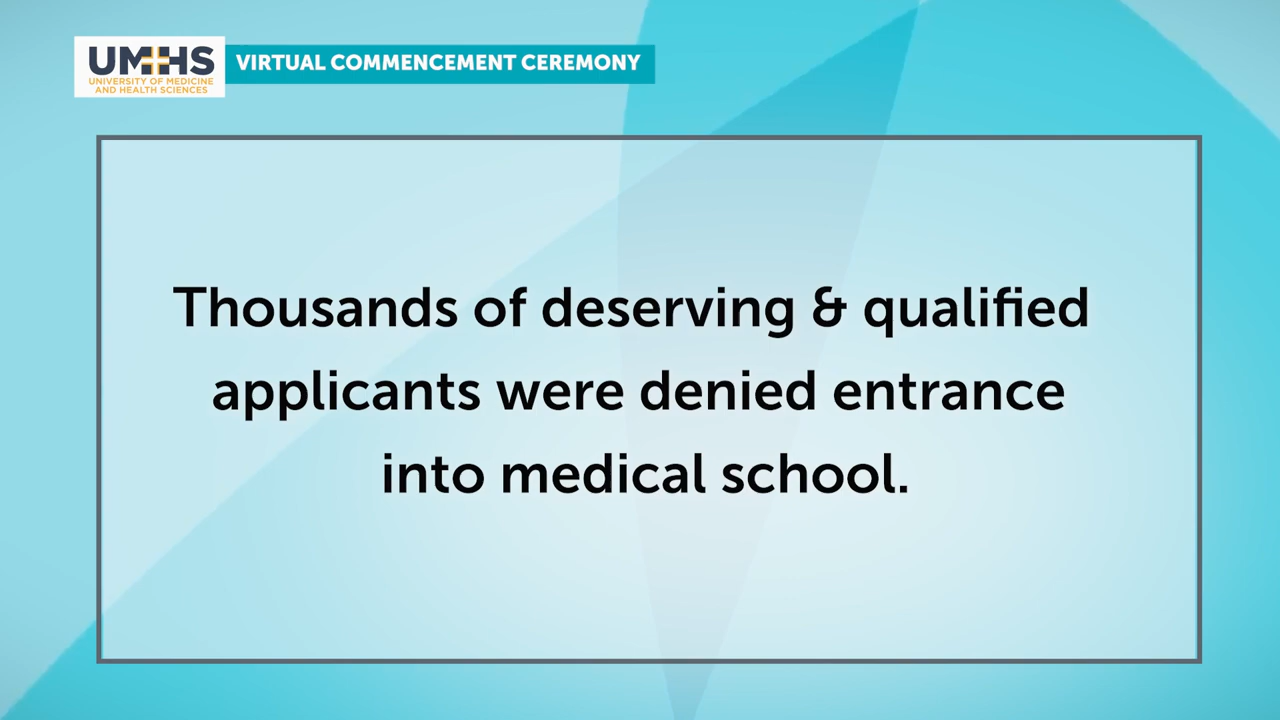 UMHS
UNIVERSITY OF MEDICINE
AND HEALTH SCIENCES
VIRTUAL COMMENCEMENT CEREMONY
Thousands of deserving & qualified
applicants were denied entrance
into medical school.